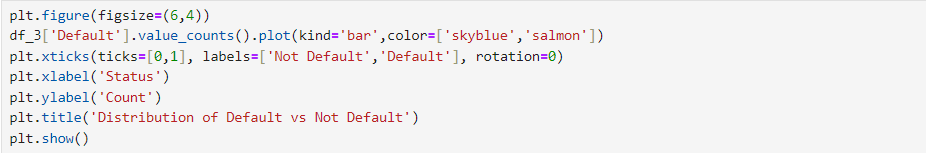 plt.figure(figsize=(6,4))
df_3['Default'].value_counts().plot(kind='bar',color=['skyblue','salmon'])
plt.xticks(ticks=[0,1], labels=['Not Default','Default'], rotation=0)
plt.xlabel('Status')
plt.ylabel('Count')
plt.title('Distribution of Default vs Not Default')
plt.show()